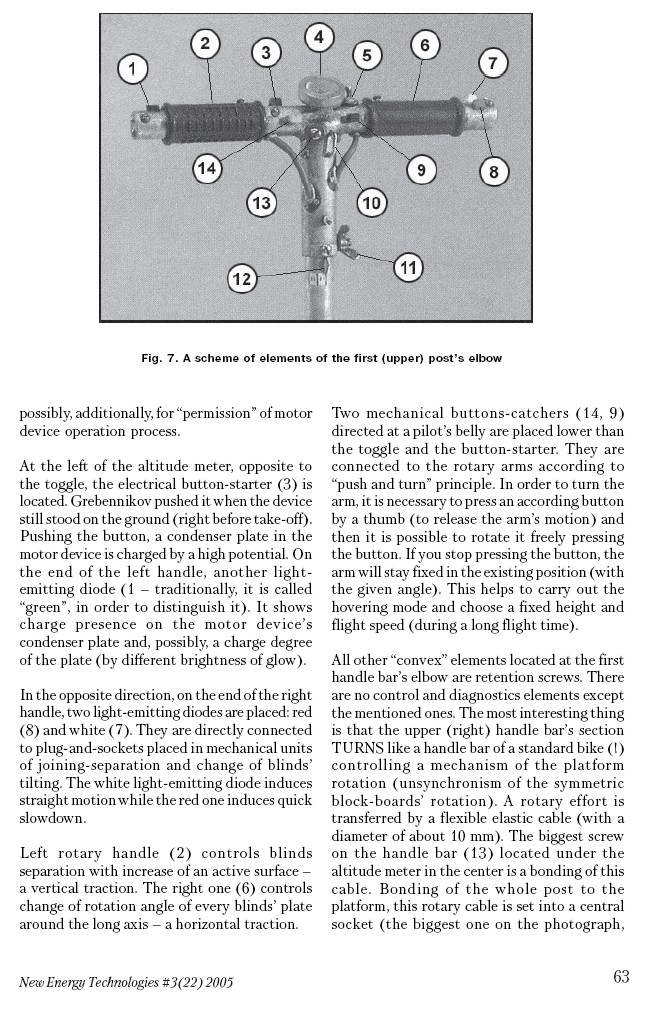 1
2
3
4
5
6
7
14
13
10
9
8
12
11
Fig. 7. A scheme of elements of the first (upper) post's elbow
possibly, additionally, for “permission” of motor
device operation process.
At the left of the altitude meter, opposite to
the toggle, the electrical button-starter (3) is
located. Grebennikov pushed it when the device
still stood on the ground (right before take-off).
Pushing the button, a condenser plate in the
motor device is charged by a high potential. On
the end of the left handle, another light-
emitting diode (1 – traditionally, it is called
“green”, in order to distinguish it). It shows
charge presence on the motor device's
condenser plate and, possibly, a charge degree
of the plate (by different brightness of glow).
In the opposite direction, on the end of the right
handle, two light-emitting diodes are placed: red
(8) and white (7). They are directly connected
to plug-and-sockets placed in mechanical units
of joining-separation and change of blinds'
tilting. The white light-emitting diode induces
straight motion while the red one induces quick
slowdown.
Left rotary handle (2) controls blinds
separation with increase of an active surface –
a vertical traction. The right one (6) controls
change of rotation angle of every blinds' plate
around the long axis – a horizontal traction.
Two mechanical buttons-catchers (14, 9)
directed at a pilot's belly are placed lower than
the toggle and the button-starter. They are
connected to the rotary arms according to
“push and turn” principle. In order to turn the
arm, it is necessary to press an according button
by a thumb (to release the arm's motion) and
then it is possible to rotate it freely pressing
the button. If you stop pressing the button, the
arm will stay fixed in the existing position (with
the given angle). This helps to carry out the
hovering mode and choose a fixed height and
flight speed (during a long flight time).
All other “convex” elements located at the first
handle bar's elbow are retention screws. There
are no control and diagnostics elements except
the mentioned ones. The most interesting thing
is that the upper (right) handle bar's section
TURNS like a handle bar of a standard bike (!)
controlling a mechanism of the platform
rotation (unsynchronism of the symmetric
block-boards' rotation). A rotary effort is
transferred by a flexible elastic cable (with a
diameter of about 10 mm). The biggest screw
on the handle bar (13) located under the
altitude meter in the center is a bonding of this
cable. Bonding of the whole post to the
platform, this rotary cable is set into a central
socket (the biggest one on the photograph,
New Energy Technologies #3(22) 2005
63